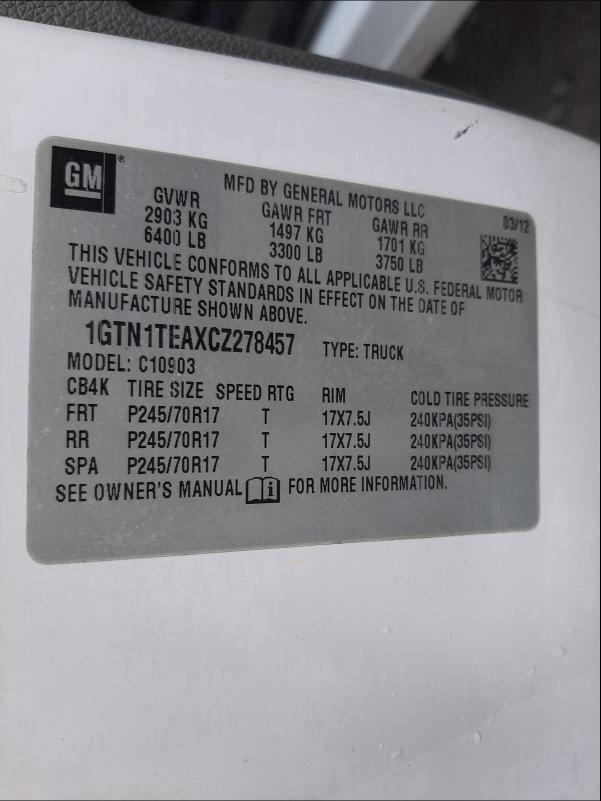 GM ®
MFD BY GENERAL MOTORS LLC
GVWR GAWR FRT GAWR RR 03/12
2903 KG 1497 KG 1701 KG
6400 LB 3300 LB 3750 LB
THIS VEHICLE CONFORMS TO ALL APPLICABLE U.S. FEDERAL MOTOR
VEHICLE SAFETY STANDARDS IN EFFECT ON THE DATE OF
MANUFACTURE SHOWN ABOVE.
1GTN1TEAXCZ278457 TYPE: TRUCK
MODEL: C10903
CB4K TIRE SIZE SPEED RTG RIM COLD TIRE PRESSURE
FRT P245/70R17 T 17X7.5J 240KPA(35PSI)
RR P245/70R17 T 17X7.5J 240KPA(35PSI)
SPA P245/70R17 T 17X7.5J 240KPA(35PSI)
SEE OWNER'S MANUAL i FOR MORE INFORMATION.